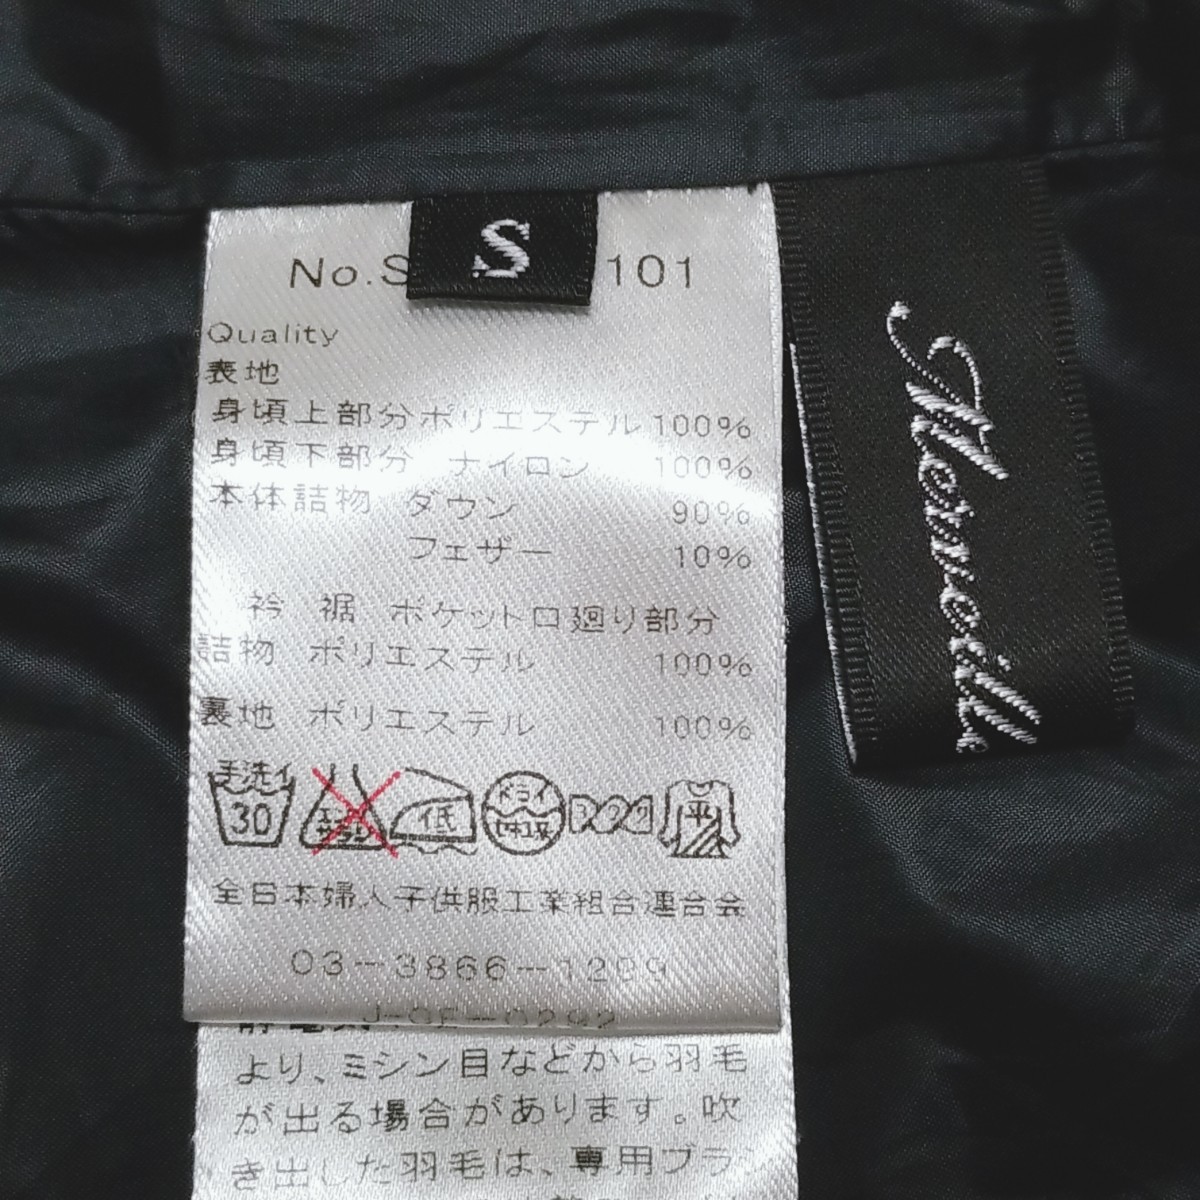 S
No.S 101
Quality
表地
身頃上部分ポリエステル100%
身頃下部分 ナイロン 100%
本体詰物 ダウン 90%
フェザー 10%
衿 裾 ポケット口廻り部分
詰物 ポリエステル 100%
裏地 ポリエステル 100%
手洗イ 30
低
ドライ
平
全日本婦人子供服工業組合連合会
03-3866-1289
より、ミシン目などから羽毛
が出る場合があります。吹
き出した羽毛は、専用ブラシ